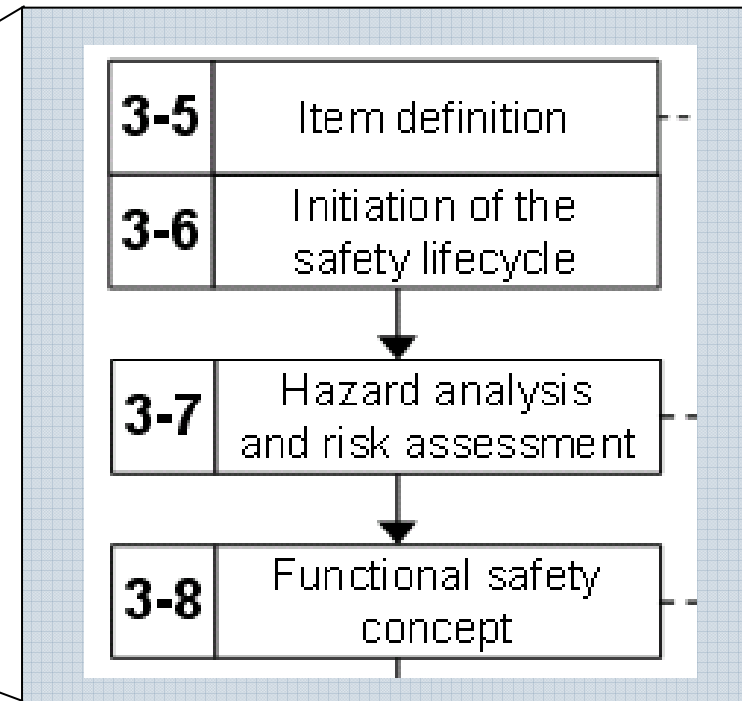 3-5 Item definition
3-6 Initiation of the
safety lifecycle
3-7 Hazard analysis
and risk assessment
3-8 Functional safety
concept